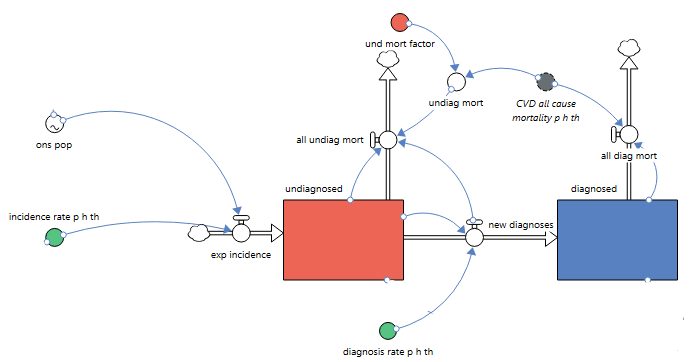 und mort factor
undiag mort
CVD all cause
mortality p h th
ons pop
all undiag mort
all diag mort
undiagnosed
diagnosed
incidence rate p h th
new diagnoses
exp incidence
diagnosis rate p h th